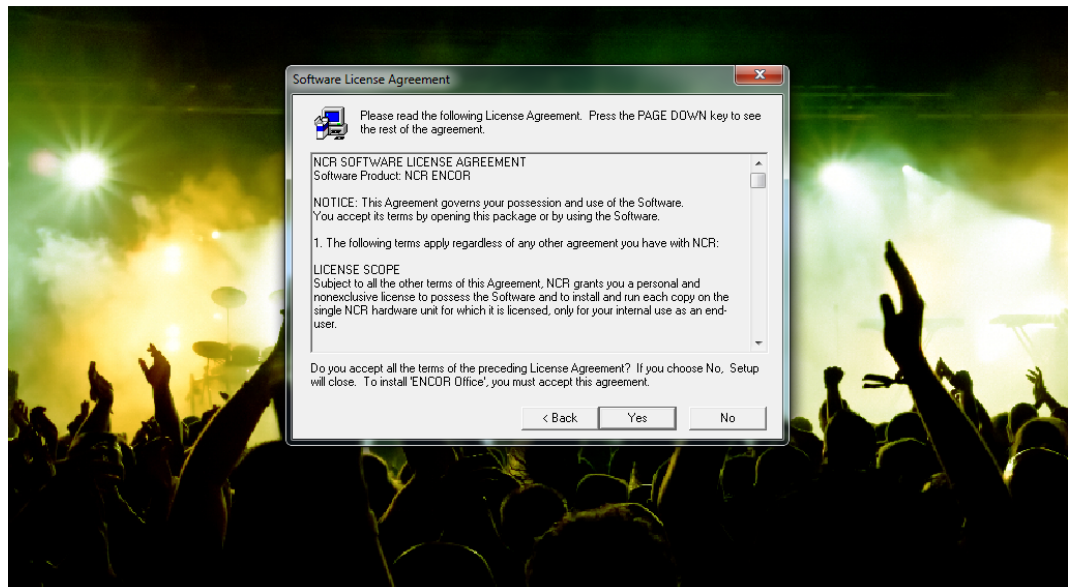 Software License Agreement
Please read the following License Agreement. Press the PAGE DOWN key to see
the rest of the agreement.
NCR SOFTWARE LICENSE AGREEMENT
Software Product: NCR ENCOR
NOTICE: This Agreement governs your possession and use of the Software.
You accept its terms by opening this package or by using the Software.
1. The following terms apply regardless of any other agreement you have with NCR:
LICENSE SCOPE
Subject to all the other terms of this Agreement, NCR grants you a personal and
nonexclusive license to possess the Software and to install and run each copy on the
single NCR hardware unit for which it is licensed, only for your internal use as an end-
user.
Do you accept all the terms of the preceding License Agreement? If you choose No, Setup
will close. To install 'ENCOR Office', you must accept this agreement.
< Back Yes No